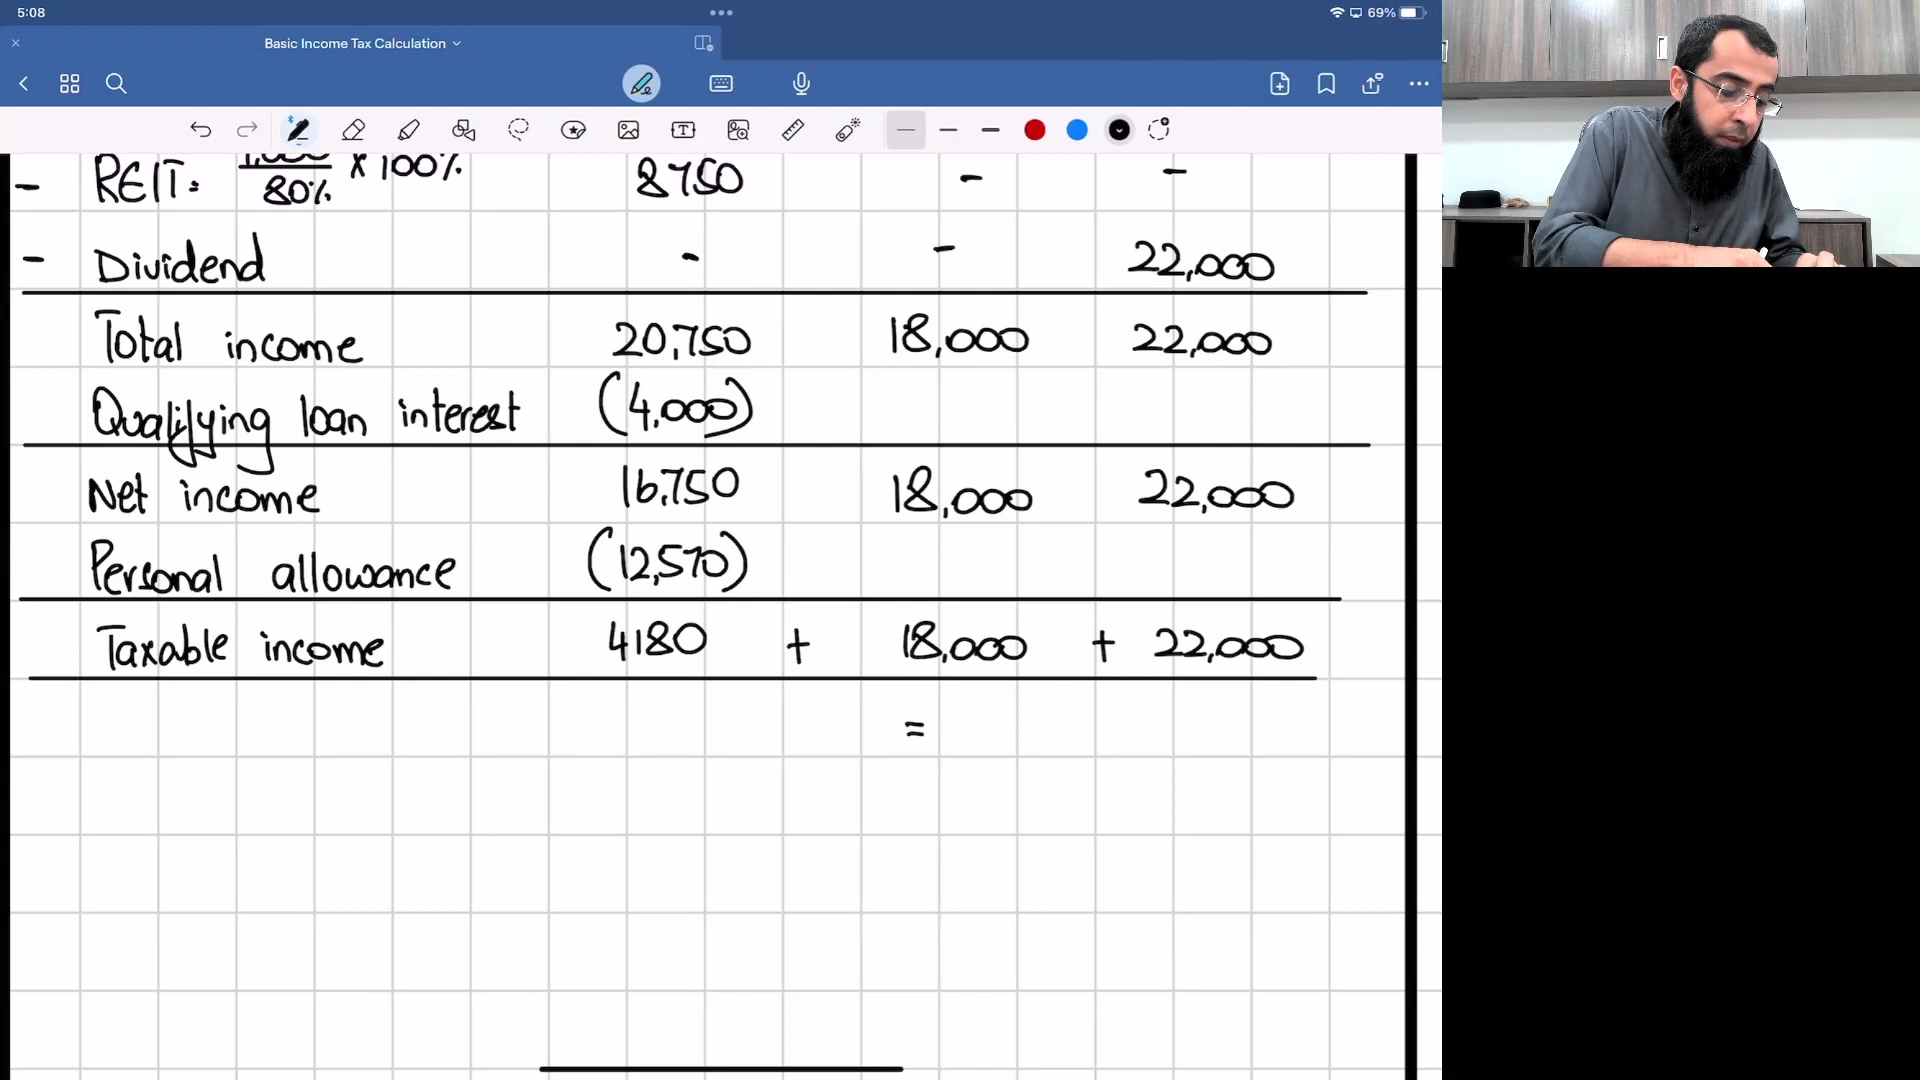 5:08
69%
Basic Income Tax Calculation
- REIT: 80% x 100% 8750 - -
- Dividend - - 22,000
Total income 20,750 18,000 22,000
Qualifying loan interest (4,000)
Net income 16,750 18,000 22,000
Personal allowance (12,570)
Taxable income 4180 + 18,000 + 22,000
=